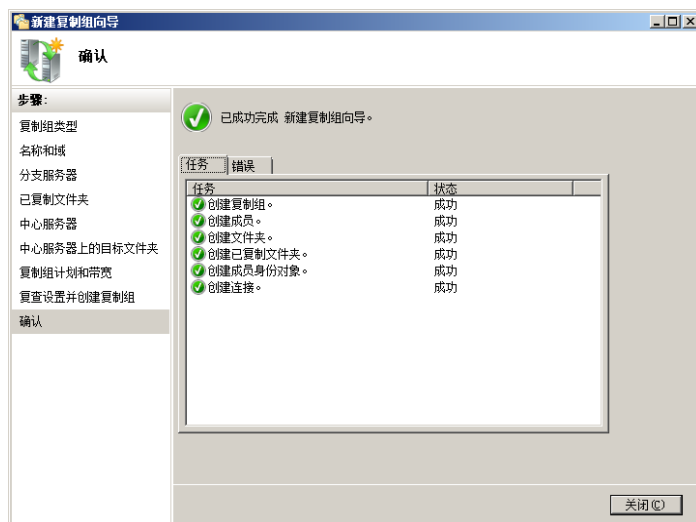 新建复制组向导
确认
步骤:
复制组类型
名称和域
分支服务器
已复制文件夹
中心服务器
中心服务器上的目标文件夹
复制组计划和带宽
复查设置并创建复制组
确认
已成功完成 新建复制组向导。
任务 错误
任务 状态
创建复制组。 成功
创建成员。 成功
创建文件夹。 成功
创建已复制文件夹。 成功
创建成员身份对象。 成功
创建连接。 成功
关闭(C)